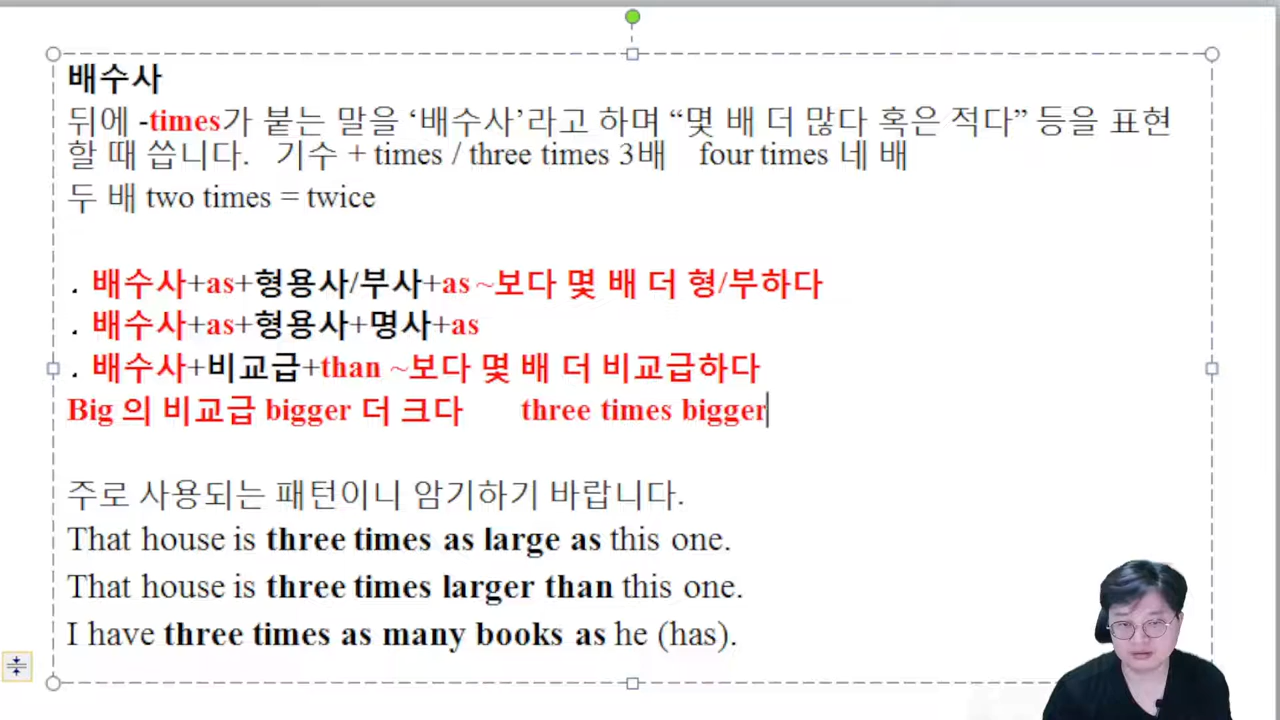 배수사
뒤에 -times가 붙는 말을 ‘배수사’라고 하며 “몇 배 더 많다 혹은 적다” 등을 표현
할 때 씁니다. 기수 + times / three times 3배 four times 네 배
두 배 two times = twice
. 배수사+as+형용사/부사+as ~보다 몇 배 더 형/부하다
. 배수사+as+형용사+명사+as
. 배수사+비교급+than ~보다 몇 배 더 비교급하다
Big 의 비교급 bigger 더 크다 three times bigger
주로 사용되는 패턴이니 암기하기 바랍니다.
That house is three times as large as this one.
That house is three times larger than this one.
I have three times as many books as he (has).